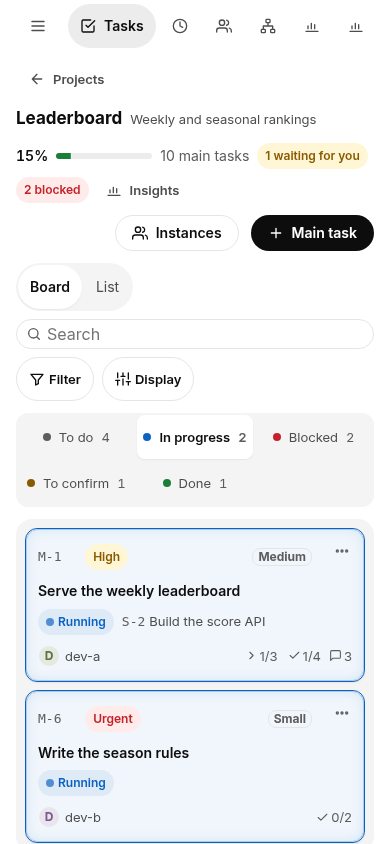 Tasks
Projects
Leaderboard Weekly and seasonal rankings
15% 10 main tasks 1 waiting for you
2 blocked Insights
Instances Main task
Board List
Search
Filter Display
To do 4 In progress 2 Blocked 2
To confirm 1 Done 1
M-1 High Medium
Serve the weekly leaderboard
Running S-2 Build the score API
D dev-a 1/3 1/4 3
M-6 Urgent Small
Write the season rules
Running
D dev-b 0/2